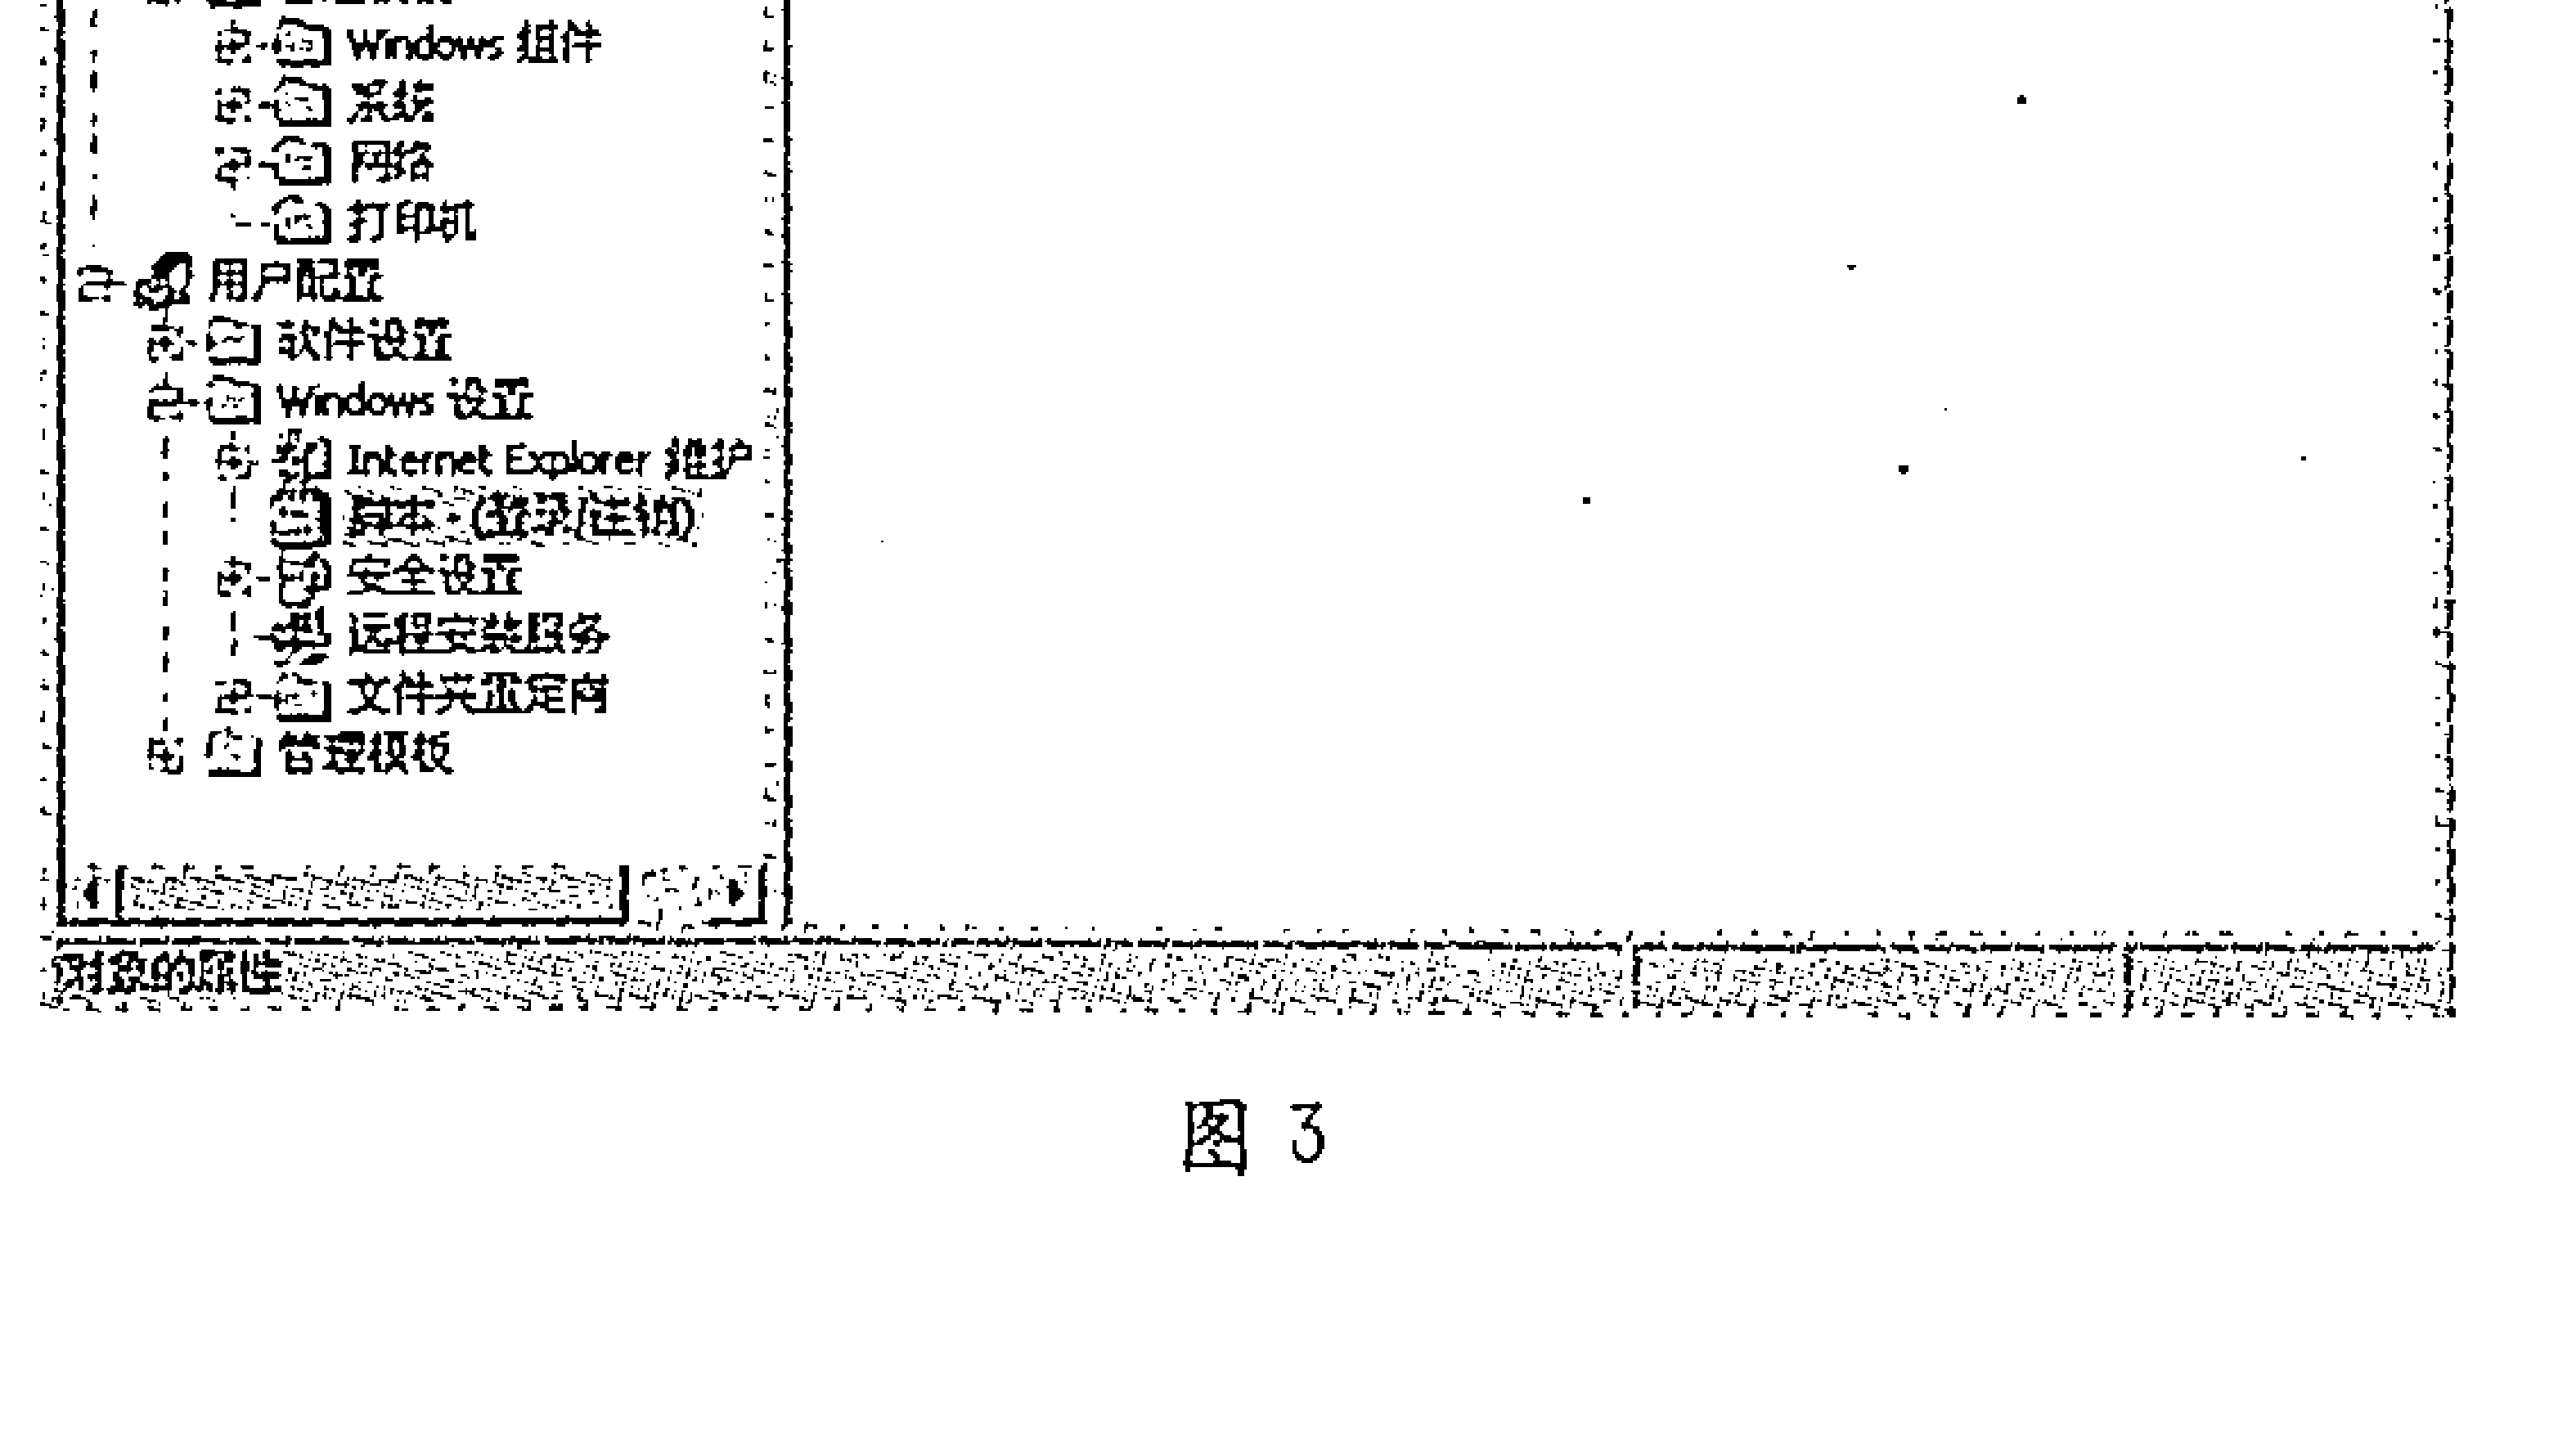 Windows 组件
系统
网络
打印机
用户配置
软件设置
Windows 设置
Internet Explorer 维护
脚本 - (登录/注销)
安全设置
远程安装服务
文件夹重定向
管理模板
对象的属性
图 3